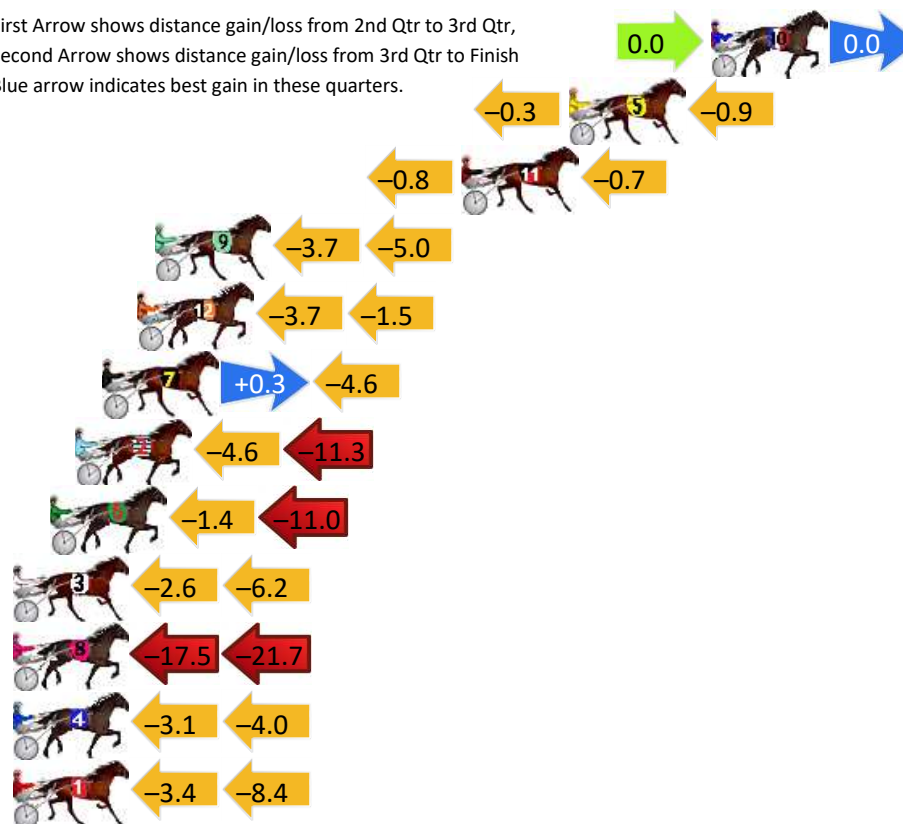 irst Arrow shows distance gain/loss from 2nd Qtr to 3rd Qtr,
econd Arrow shows distance gain/loss from 3rd Qtr to Finish
Blue arrow indicates best gain in these quarters.
0.0 10 0.0
−0.3 5 −0.9
−0.8 11 −0.7
9 −3.7 −5.0
12 −3.7 −1.5
7 +0.3 −4.6
2 −4.6 −11.3
6 −1.4 −11.0
3 −2.6 −6.2
8 −17.5 −21.7
4 −3.1 −4.0
1 −3.4 −8.4